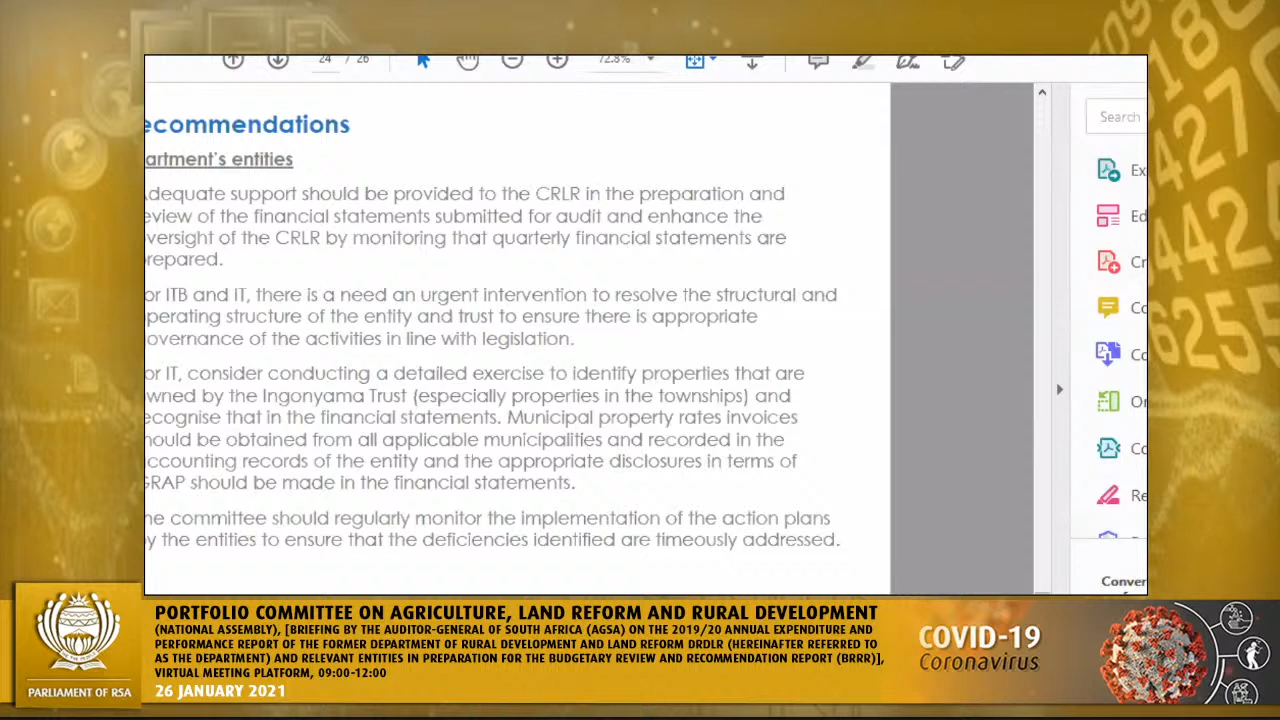 24 / 26
72.8%
ecommendations
Search
artment's entities
dequate support should be provided to the CRLR in the preparation and
eview of the financial statements submitted for audit and enhance the
versight of the CRLR by monitoring that quarterly financial statements are
repared.
or ITB and IT, there is a need an urgent intervention to resolve the structural and
perating structure of the entity and trust to ensure there is appropriate
overnance of the activities in line with legislation.
or IT, consider conducting a detailed exercise to identify properties that are
wned by the Ingonyama Trust (especially properties in the townships) and
ecognise that in the financial statements. Municipal property rates invoices
hould be obtained from all applicable municipalities and recorded in the
ccounting records of the entity and the appropriate disclosures in terms of
GRAP should be made in the financial statements.
he committee should regularly monitor the implementation of the action plans
y the entities to ensure that the deficiencies identified are timeously addressed.
Ex
Ed
Cr
Co
Co
Or
Co
Re
Conver
PORTFOLIO COMMITTEE ON AGRICULTURE, LAND REFORM AND RURAL DEVELOPMENT
(NATIONAL ASSEMBLY), [BRIEFING BY THE AUDITOR-GENERAL OF SOUTH AFRICA (AGSA) ON THE 2019/20 ANNUAL EXPENDITURE AND
PERFORMANCE REPORT OF THE FORMER DEPARTMENT OF RURAL DEVELOPMENT AND LAND REFORM DRDLR (HEREINAFTER REFERRED TO
AS THE DEPARTMENT) AND RELEVANT ENTITIES IN PREPARATION FOR THE BUDGETARY REVIEW AND RECOMMENDATION REPORT (BRRR)],
VIRTUAL MEETING PLATFORM, 09:00-12:00
26 JANUARY 2021
PARLIAMENT OF RSA
COVID-19
Coronavirus